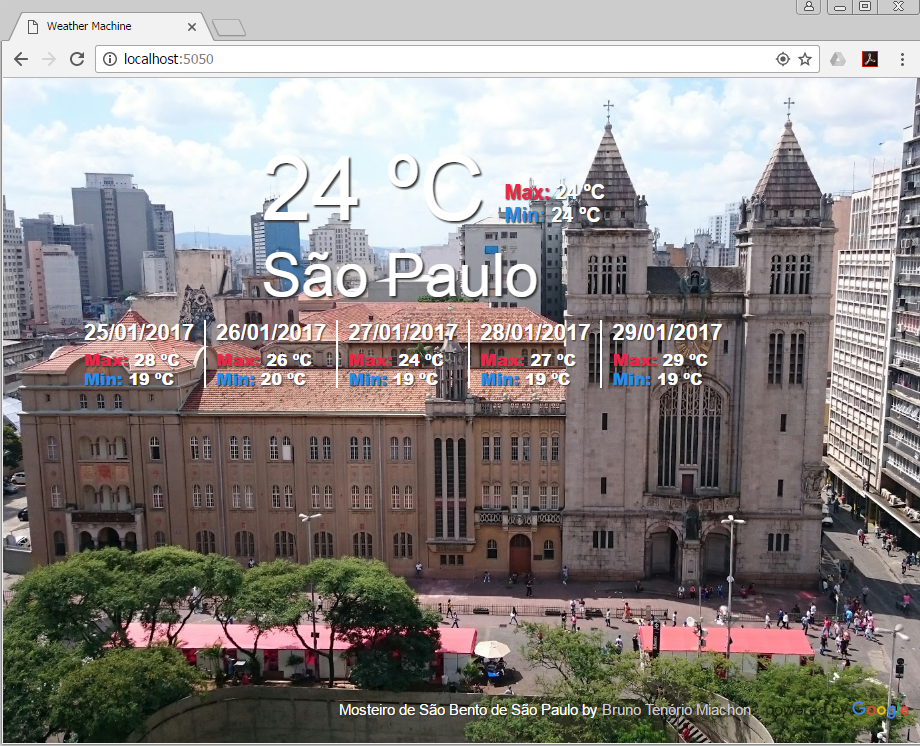 Weather Machine
localhost:5050
24 ºC
Max: 24 ºC
Min: 24 ºC
São Paulo
25/01/2017 26/01/2017 27/01/2017 28/01/2017 29/01/2017
Max: 28 ºC Max: 26 ºC Max: 24 ºC Max: 27 ºC Max: 29 ºC
Min: 19 ºC Min: 20 ºC Min: 19 ºC Min: 19 ºC Min: 19 ºC
Mosteiro de São Bento de São Paulo by Bruno Tenório Miachon - powered by Google